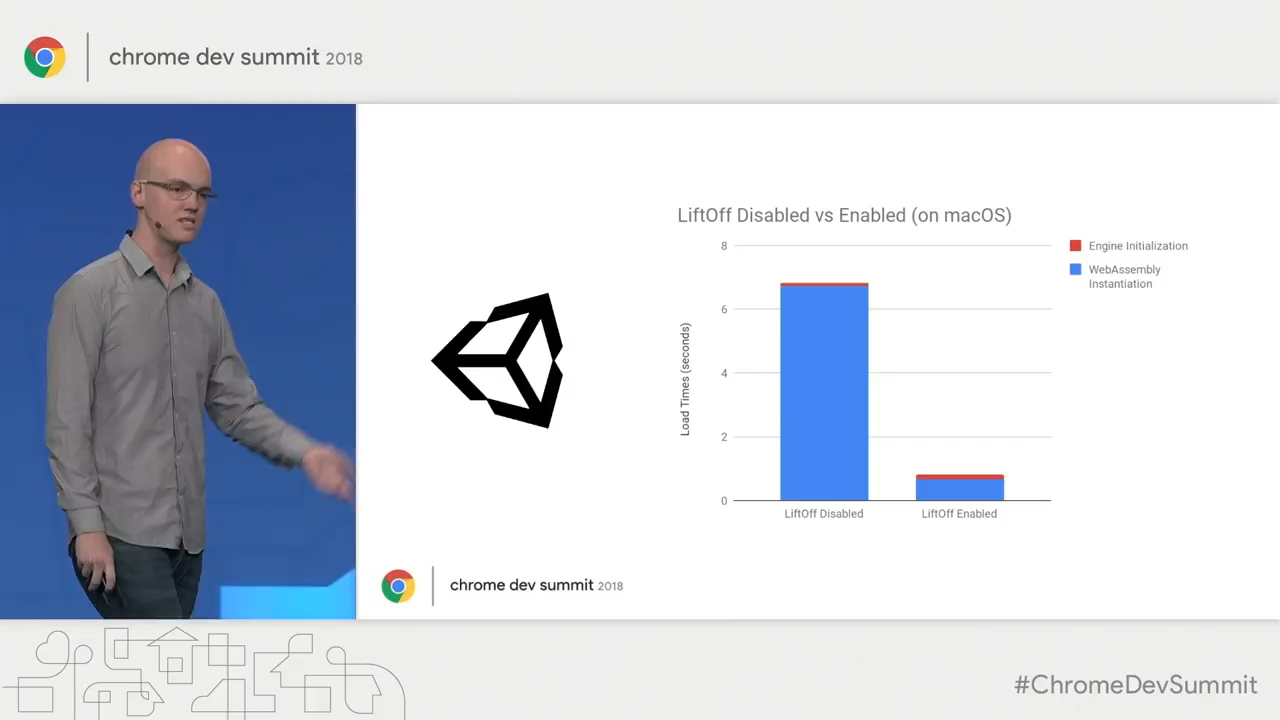 chrome dev summit 2018
LiftOff Disabled vs Enabled (on macOS)
8
6
4
2
0
Load Times (seconds)
LiftOff Disabled
LiftOff Enabled
Engine Initialization
WebAssembly
Instantiation
chrome dev summit 2018
#ChromeDevSummit